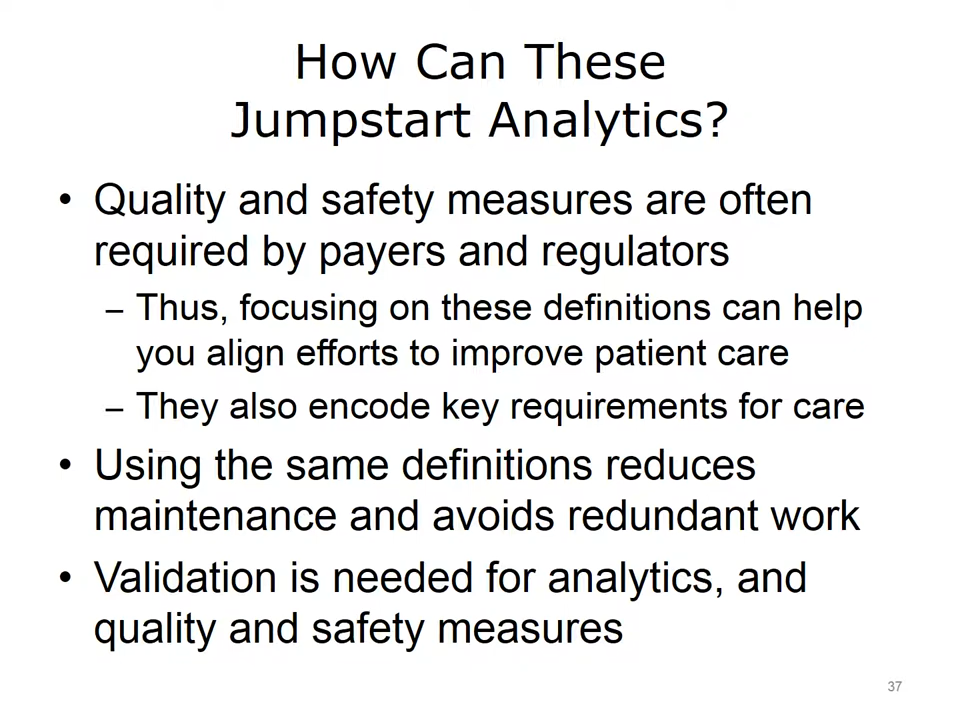 How Can These
Jumpstart Analytics?
• Quality and safety measures are often
required by payers and regulators
– Thus, focusing on these definitions can help
you align efforts to improve patient care
– They also encode key requirements for care
• Using the same definitions reduces
maintenance and avoids redundant work
• Validation is needed for analytics, and
quality and safety measures
37